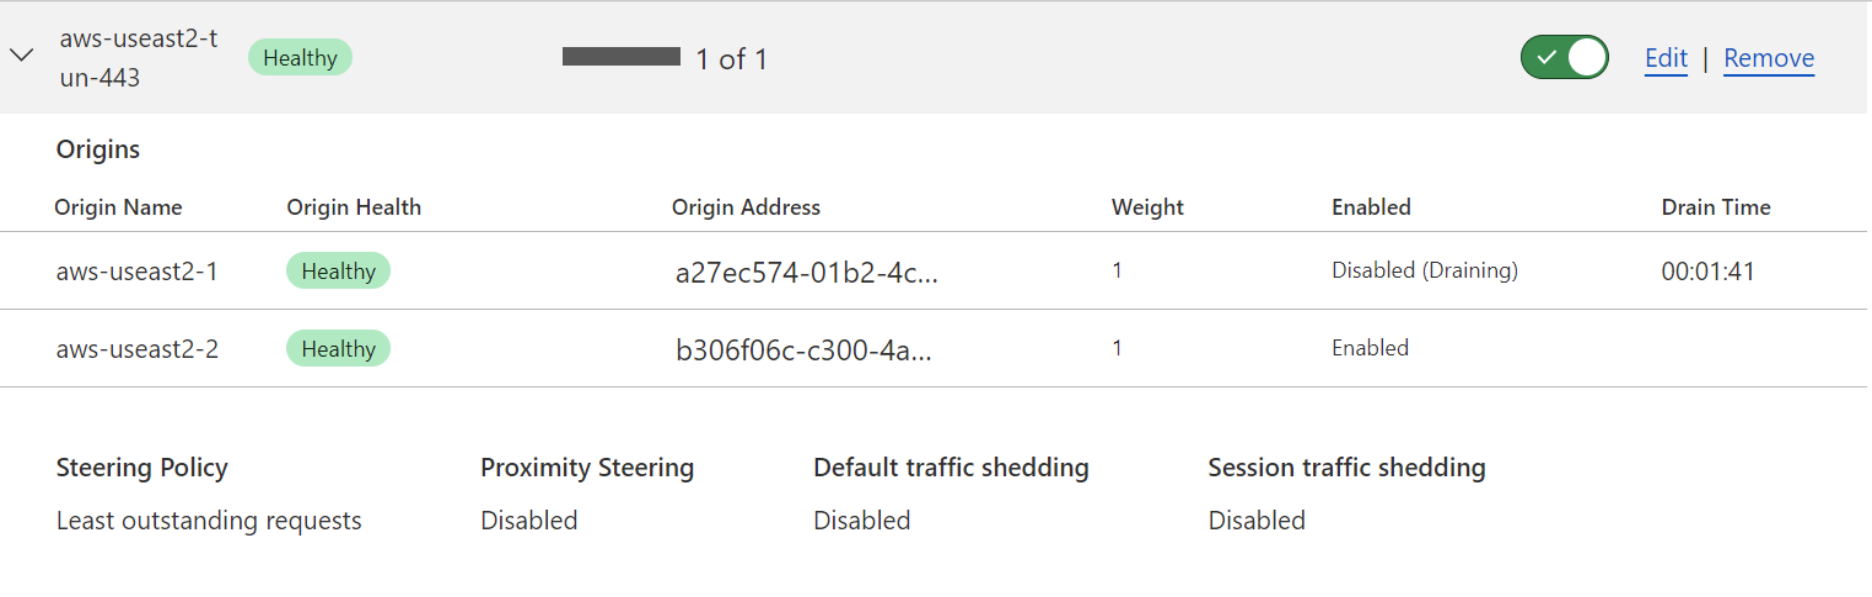 aws-useast2-t
un-443
Healthy
1 of 1
Edit | Remove
Origins
Origin Name Origin Health Origin Address Weight Enabled Drain Time
aws-useast2-1 Healthy a27ec574-01b2-4c... 1 Disabled (Draining) 00:01:41
aws-useast2-2 Healthy b306f06c-c300-4a... 1 Enabled
Steering Policy Proximity Steering Default traffic shedding Session traffic shedding
Least outstanding requests Disabled Disabled Disabled